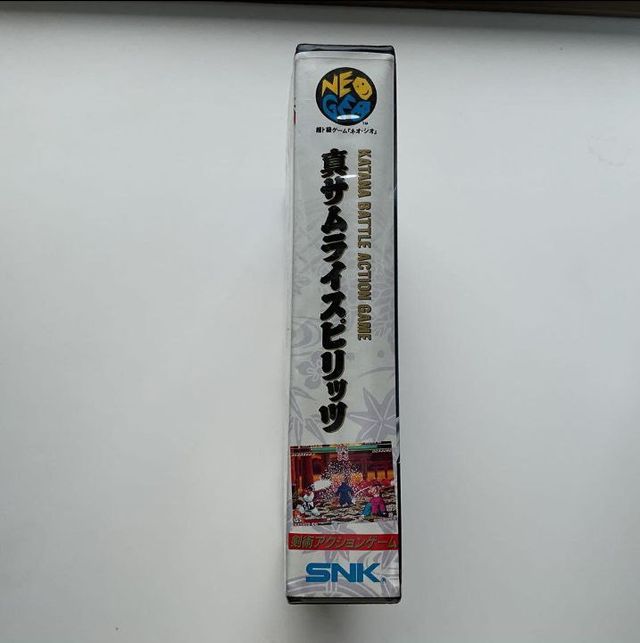 NEO
GEO
TM
超ド級ゲーム『ネオ・ジオ』
KATANA BATTLE ACTION GAME
真サムライスピリッツ
剣術アクションゲーム
SNK